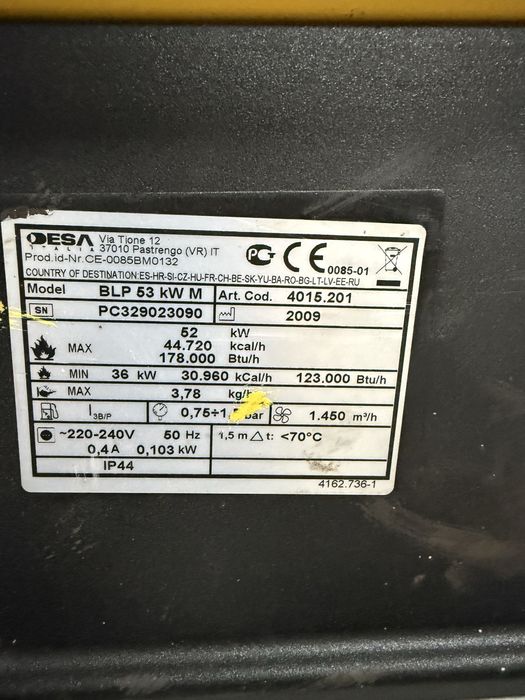 DESA Via Tione 12
ITALIA 37010 Pastrengo (VR) IT
Prod.id-Nr.CE-0085BM0132
PG CE 0085-01
COUNTRY OF DESTINATION:ES-HR-SI-CZ-HU-FR-CH-BE-SK-YU-BA-RO-BG-LT-LV-EE-RU
Model BLP 53 kW M Art. Cod. 4015.201
SN PC329023090 2009
52 kW
MAX 44.720 kcal/h
178.000 Btu/h
MIN 36 kW 30.960 kCal/h 123.000 Btu/h
MAX 3,78 kg/h
I3B/P 0,75÷1, bar 1.450 m³/h
~220-240V 50 Hz 1,5 m △ t: <70°C
0,4 A 0,103 kW
IP44
4162.736-1